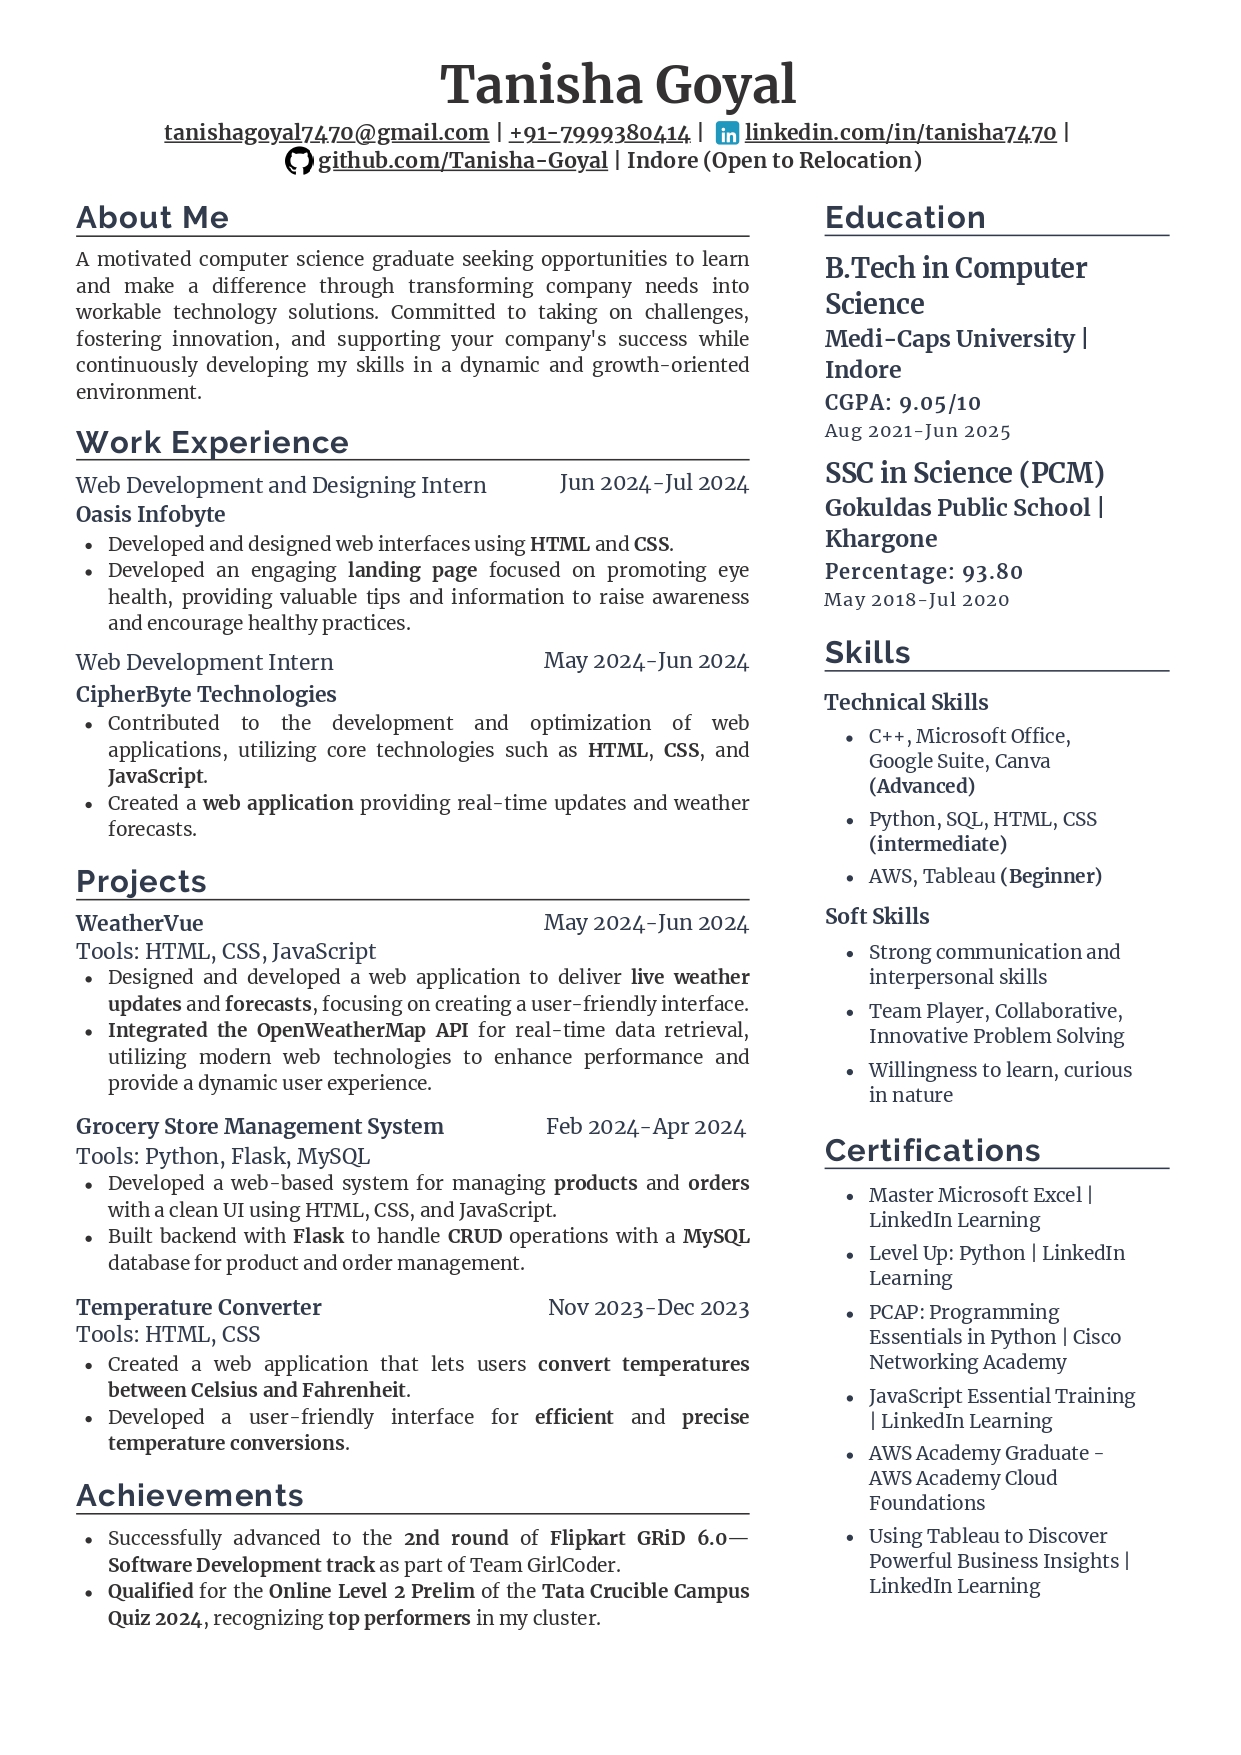 Tanisha Goyal
tanishagoyal7470@gmail.com | +91-7999380414 | linkedin.com/in/tanisha7470 |
github.com/Tanisha-Goyal | Indore (Open to Relocation)
About Me
A motivated computer science graduate seeking opportunities to learn
and make a difference through transforming company needs into
workable technology solutions. Committed to taking on challenges,
fostering innovation, and supporting your company's success while
continuously developing my skills in a dynamic and growth-oriented
environment.
Work Experience
Web Development and Designing Intern Jun 2024-Jul 2024
Oasis Infobyte
• Developed and designed web interfaces using HTML and CSS.
• Developed an engaging landing page focused on promoting eye
health, providing valuable tips and information to raise awareness
and encourage healthy practices.
Web Development Intern May 2024-Jun 2024
CipherByte Technologies
• Contributed to the development and optimization of web
applications, utilizing core technologies such as HTML, CSS, and
JavaScript.
• Created a web application providing real-time updates and weather
forecasts.
Projects
WeatherVue May 2024-Jun 2024
Tools: HTML, CSS, JavaScript
• Designed and developed a web application to deliver live weather
updates and forecasts, focusing on creating a user-friendly interface.
• Integrated the OpenWeatherMap API for real-time data retrieval,
utilizing modern web technologies to enhance performance and
provide a dynamic user experience.
Grocery Store Management System Feb 2024-Apr 2024
Tools: Python, Flask, MySQL
• Developed a web-based system for managing products and orders
with a clean UI using HTML, CSS, and JavaScript.
• Built backend with Flask to handle CRUD operations with a MySQL
database for product and order management.
Temperature Converter Nov 2023-Dec 2023
Tools: HTML, CSS
• Created a web application that lets users convert temperatures
between Celsius and Fahrenheit.
• Developed a user-friendly interface for efficient and precise
temperature conversions.
Achievements
• Successfully advanced to the 2nd round of Flipkart GRiD 6.0—
Software Development track as part of Team GirlCoder.
• Qualified for the Online Level 2 Prelim of the Tata Crucible Campus
Quiz 2024, recognizing top performers in my cluster.
Education
B.Tech in Computer
Science
Medi-Caps University |
Indore
CGPA: 9.05/10
Aug 2021-Jun 2025
SSC in Science (PCM)
Gokuldas Public School |
Khargone
Percentage: 93.80
May 2018-Jul 2020
Skills
Technical Skills
• C++, Microsoft Office,
Google Suite, Canva
(Advanced)
• Python, SQL, HTML, CSS
(intermediate)
• AWS, Tableau (Beginner)
Soft Skills
• Strong communication and
interpersonal skills
• Team Player, Collaborative,
Innovative Problem Solving
• Willingness to learn, curious
in nature
Certifications
• Master Microsoft Excel |
LinkedIn Learning
• Level Up: Python | LinkedIn
Learning
• PCAP: Programming
Essentials in Python | Cisco
Networking Academy
• JavaScript Essential Training
| LinkedIn Learning
• AWS Academy Graduate -
AWS Academy Cloud
Foundations
• Using Tableau to Discover
Powerful Business Insights |
LinkedIn Learning